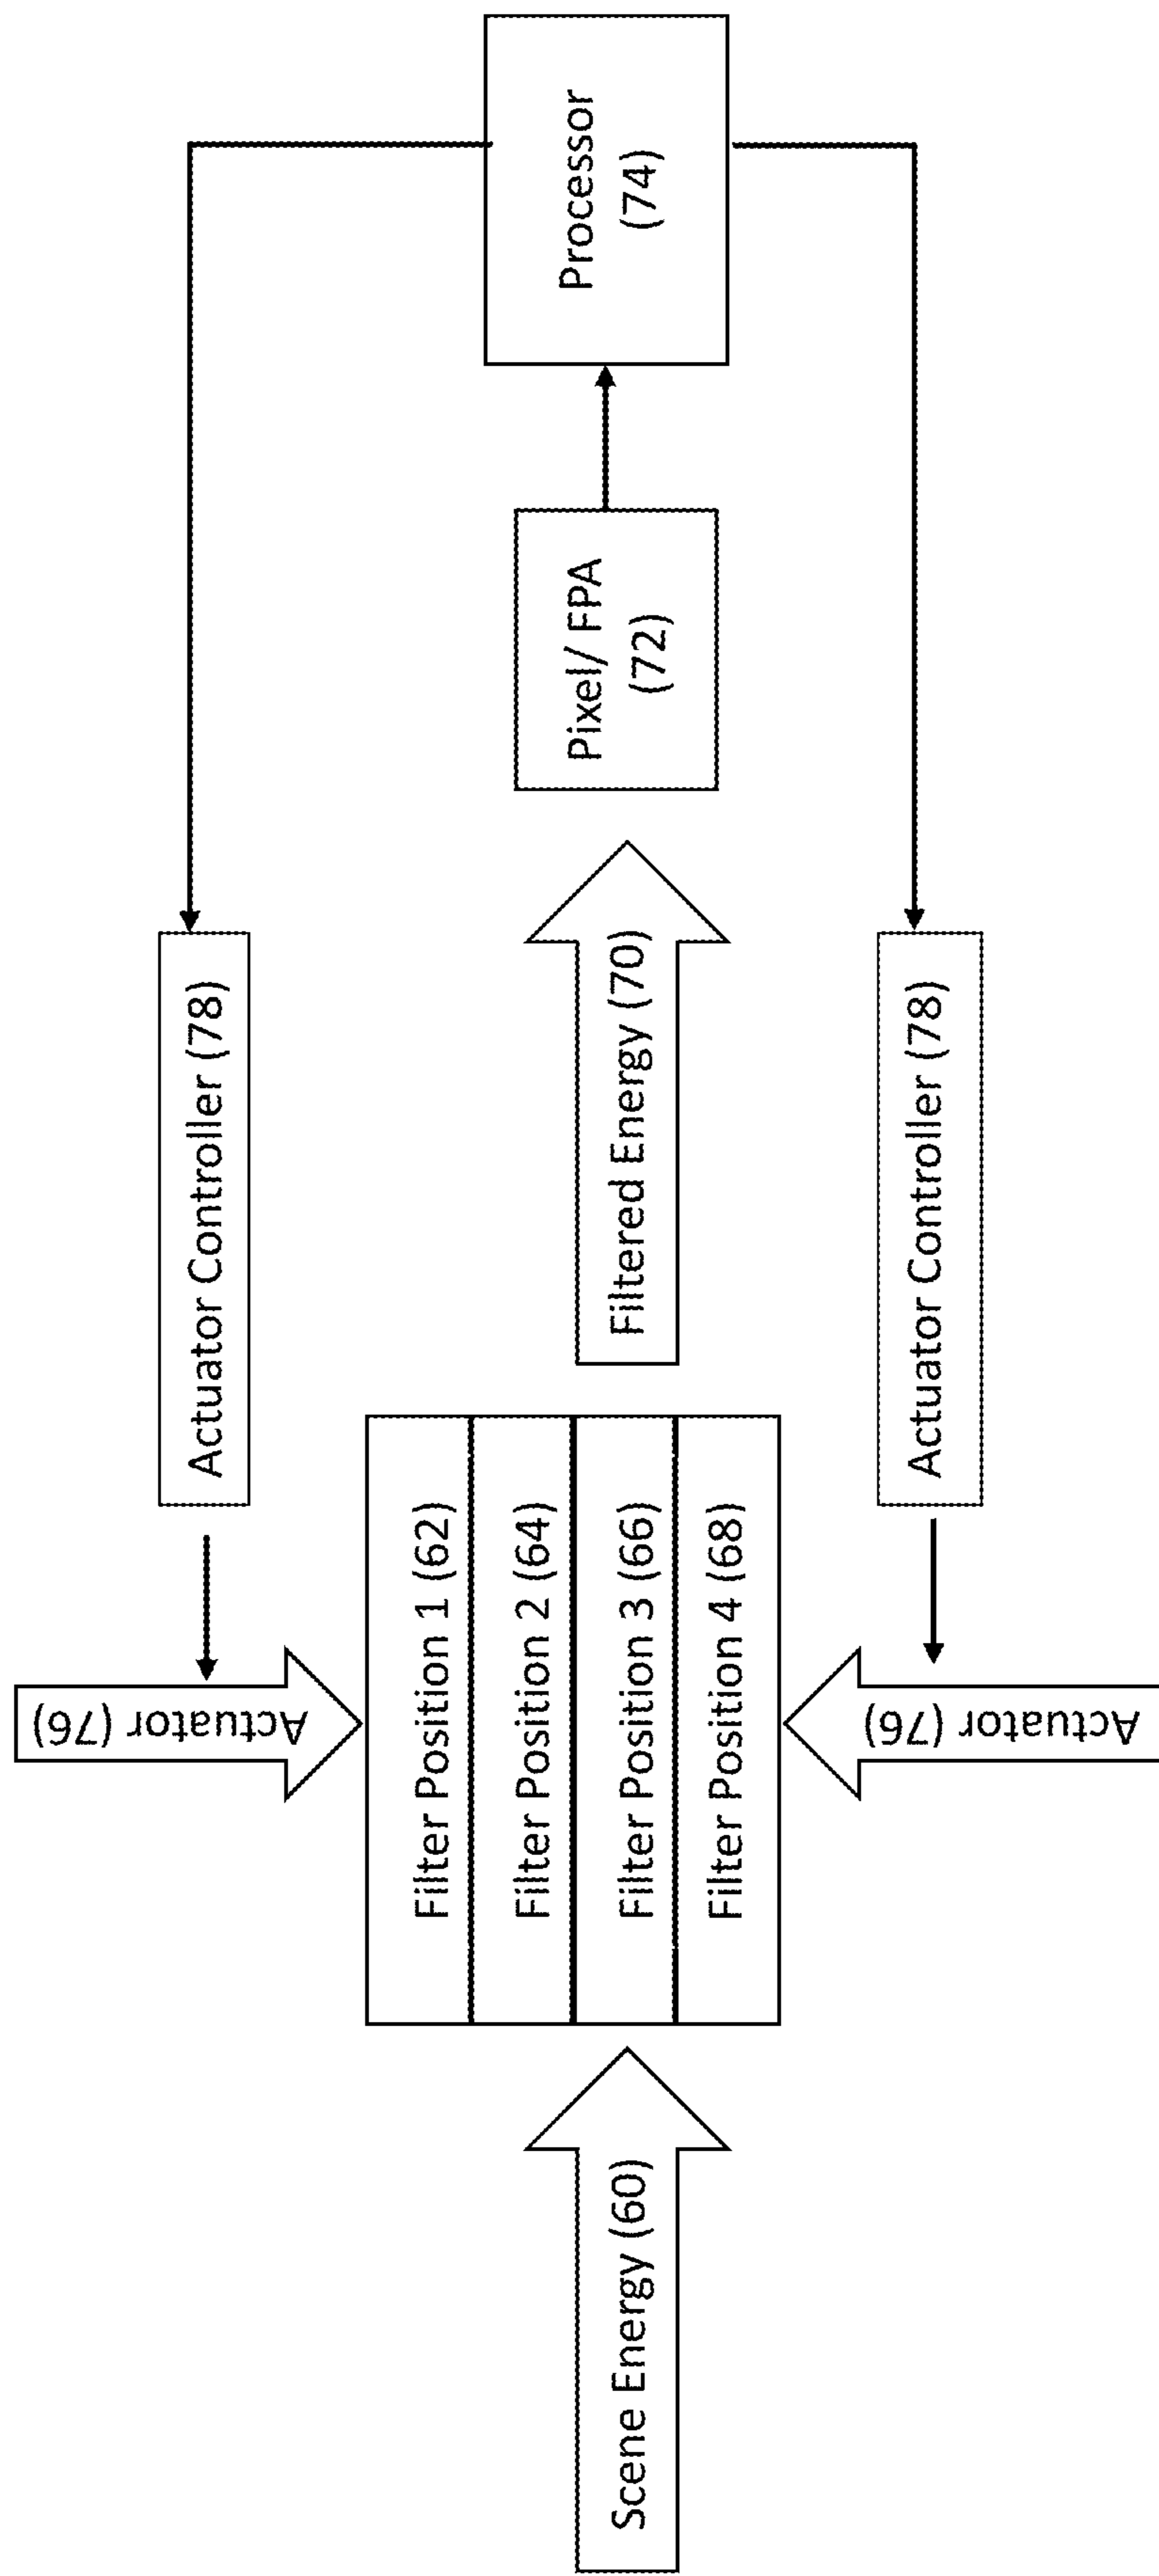 Actuator (76)
Actuator Controller (78)
Scene Energy (60)
Filter Position 1 (62)
Filter Position 2 (64)
Filter Position 3 (66)
Filter Position 4 (68)
Filtered Energy (70)
Pixel/ FPA
(72)
Processor
(74)
Actuator (76)
Actuator Controller (78)